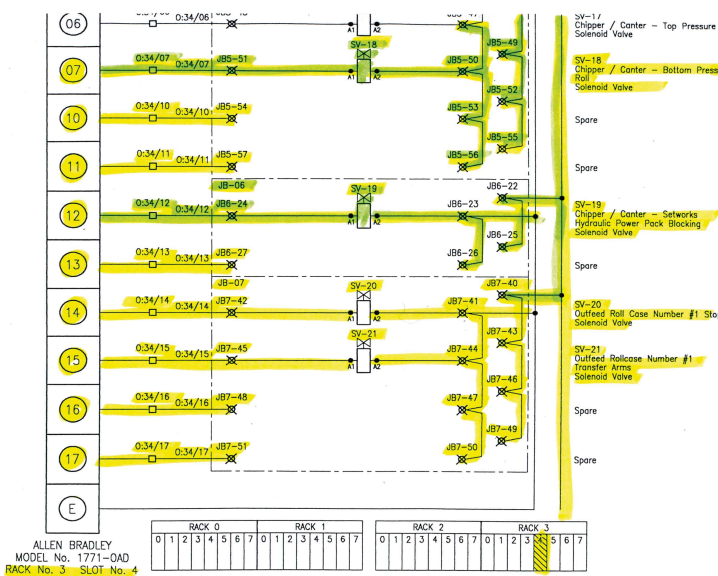 06
0:34/06
A1
A2
SV-17
Chipper / Canter – Top Pressure
Solenoid Valve
07
0:34/07
0:34/07
JB5-51
SV-18
A1
A2
JB5-50
JB5-49
SV-18
Chipper / Canter – Bottom Press
Roll
Solenoid Valve
10
0:34/10
0:34/10
JB5-54
JB5-53
JB5-52
Spare
11
0:34/11
0:34/11
JB5-57
JB5-56
JB5-55
Spare
JB-06
12
0:34/12
0:34/12
JB6-24
SV-19
A1
A2
JB6-23
JB6-22
SV-19
Chipper / Canter – Setworks
Hydraulic Power Pack Blocking
Solenoid Valve
13
0:34/13
0:34/13
JB6-27
JB6-26
JB6-25
Spare
JB-07
14
0:34/14
0:34/14
JB7-42
SV-20
A1
A2
JB7-41
JB7-40
SV-20
Outfeed Roll Case Number #1 Sto
Solenoid Valve
15
0:34/15
0:34/15
JB7-45
SV-21
A1
A2
JB7-44
JB7-43
SV-21
Outfeed Rollcase Number #1
Transfer Arms
Solenoid Valve
16
0:34/16
0:34/16
JB7-48
JB7-47
JB7-46
Spare
17
0:34/17
0:34/17
JB7-51
JB7-50
JB7-49
Spare
E
ALLEN BRADLEY
MODEL No. 1771-OAD
RACK No. 3 SLOT No. 4
RACK 0 RACK 1 RACK 2 RACK 3
0 1 2 3 4 5 6 7 0 1 2 3 4 5 6 7 0 1 2 3 4 5 6 7 0 1 2 3 4 5 6 7